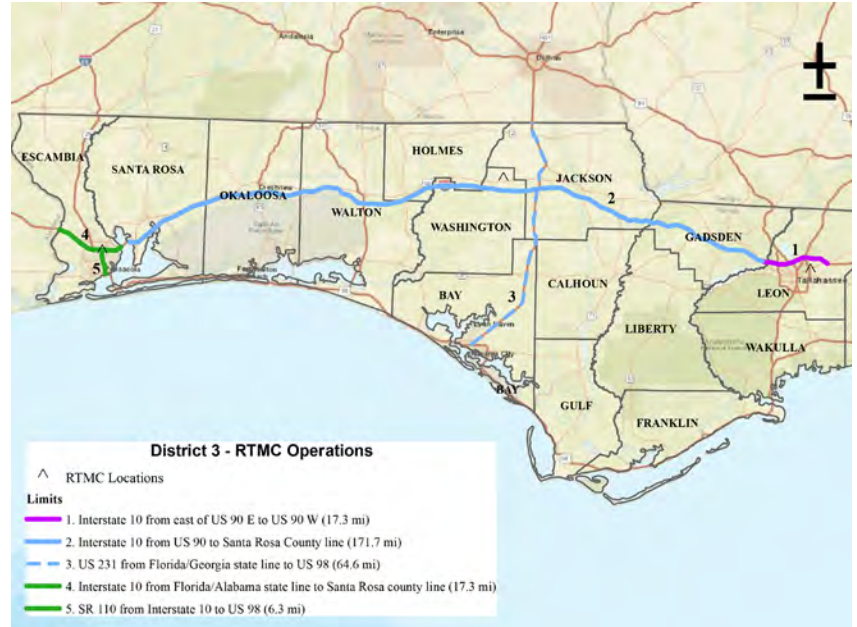 Andalusia
Enterprise
Dothan
ESCAMBIA
SANTA ROSA
HOLMES
OKALOOSA
Crestview
WALTON
JACKSON
2
WASHINGTON
GADSDEN
4
5
1
Tallahassee
LEON
3
BAY
CALHOUN
LIBERTY
WAKULLA
BAY
GULF
FRANKLIN
District 3 - RTMC Operations
^ RTMC Locations
Limits
1. Interstate 10 from east of US 90 E to US 90 W (17.3 mi)
2. Interstate 10 from US 90 to Santa Rosa County line (171.7 mi)
3. US 231 from Florida/Georgia state line to US 98 (64.6 mi)
4. Interstate 10 from Florida/Alabama state line to Santa Rosa county line (17.3 mi)
5. SR 110 from Interstate 10 to US 98 (6.3 mi)